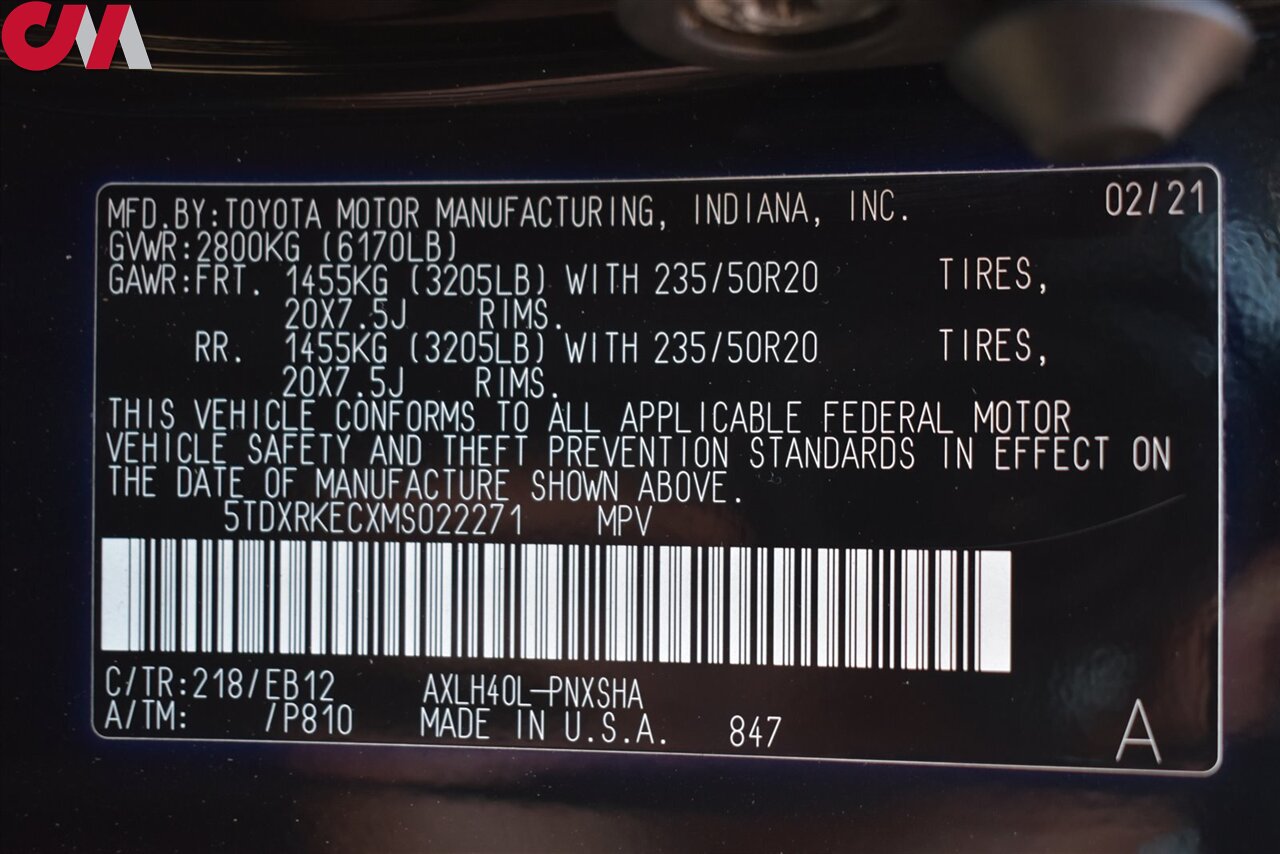 CM
MFD.BY:TOYOTA MOTOR MANUFACTURING, INDIANA, INC. 02/21
GVWR:2800KG (6170LB)
GAWR:FRT. 1455KG (3205LB) WITH 235/50R20 TIRES,
20X7.5J RIMS.
RR. 1455KG (3205LB) WITH 235/50R20 TIRES,
20X7.5J RIMS.
THIS VEHICLE CONFORMS TO ALL APPLICABLE FEDERAL MOTOR
VEHICLE SAFETY AND THEFT PREVENTION STANDARDS IN EFFECT ON
THE DATE OF MANUFACTURE SHOWN ABOVE.
5TDXRKECXMS022271 MPV
C/TR:218/EB12 AXLH40L-PNXSHA
A/TM: /P810 MADE IN U.S.A. 847 A